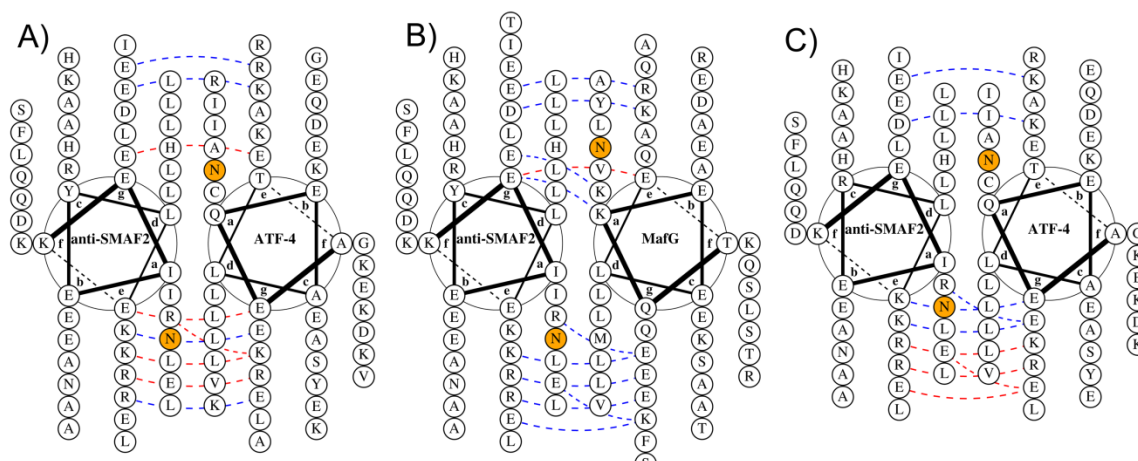 A)
S F L Q Q D K K
H K A A H R Y
I E E D L E E
L L L H L L L
R I I A N C Q
R R K A K E T
G E Q D E K E
c g d e b
f anti-SMAF2 a ATF-4 f
b e a d g c
E E E A N A A
E K K R R E L
I I R N L E L
L L L L L V K
E E K R E L A
A E A S Y E K
A G K E K D K V
B)
S F L Q Q D K K
H K A A H R Y
T I E E D L E E
L L H L L L
A Y L N V K K
A Q R K A Q E
R E D A E A E
c g d e b
f anti-SMAF2 a MafG f
b e a d g c
E E E A N A A
E K K R R E L
I I R N L E L
L L L M L V
Q Q E E E K F S
E E K S A A T
T K Q S L S T R
C)
S F L Q Q D K
H K A A H R
I E E D L E
L L L H L L
I I A N C Q
R K A K E T
E Q D E K E
c g d e b
f anti-SMAF2 a ATF-4 f
b e a d g c
E E A N A A
K K R R E L
I R N L E L
L L L L V
E E K R E L
A E A S Y E
A G K E K D K